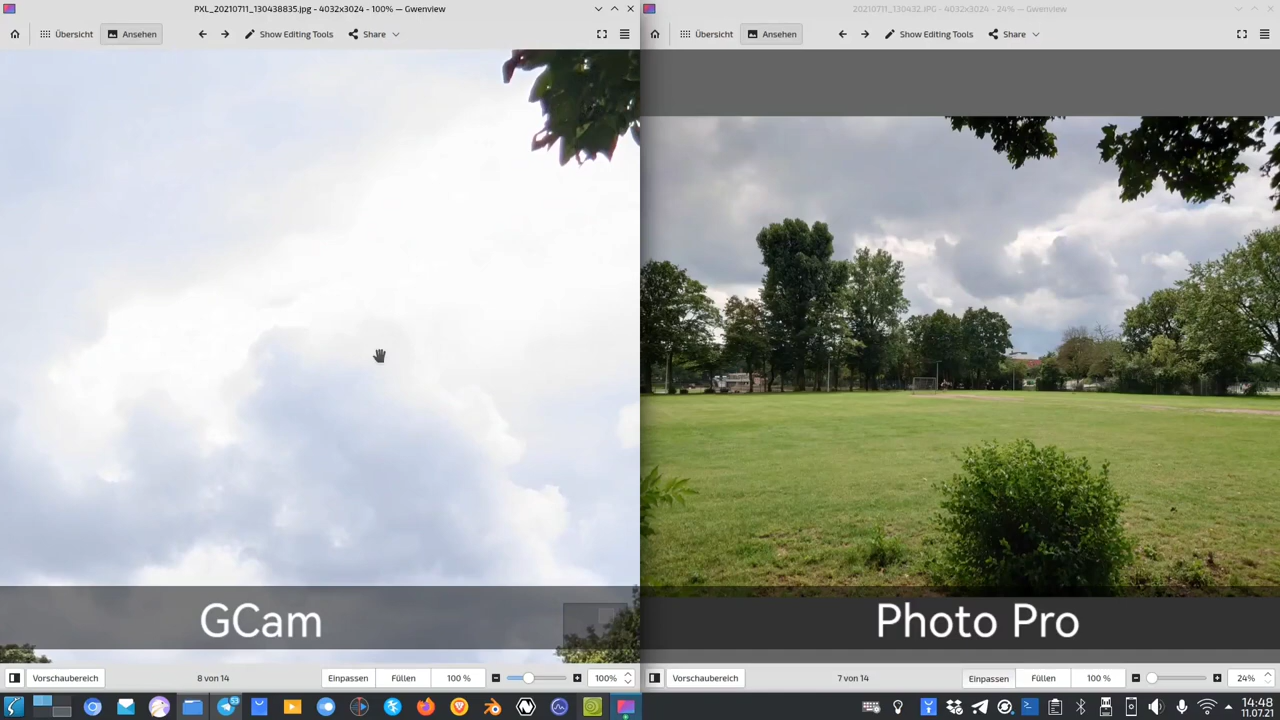 PXL_20210711_130438835.jpg - 4032x3024 - 100% — Gwenview
Übersicht
Ansehen
Show Editing Tools
Share
GCam
Vorschaubereich
8 von 14
Einpassen
Füllen
100 %
100%
20210711_130432.JPG - 4032x3024 - 24% — Gwenview
Übersicht
Ansehen
Show Editing Tools
Share
Photo Pro
Vorschaubereich
7 von 14
Einpassen
Füllen
100 %
24%
53
14:48
11.07.21